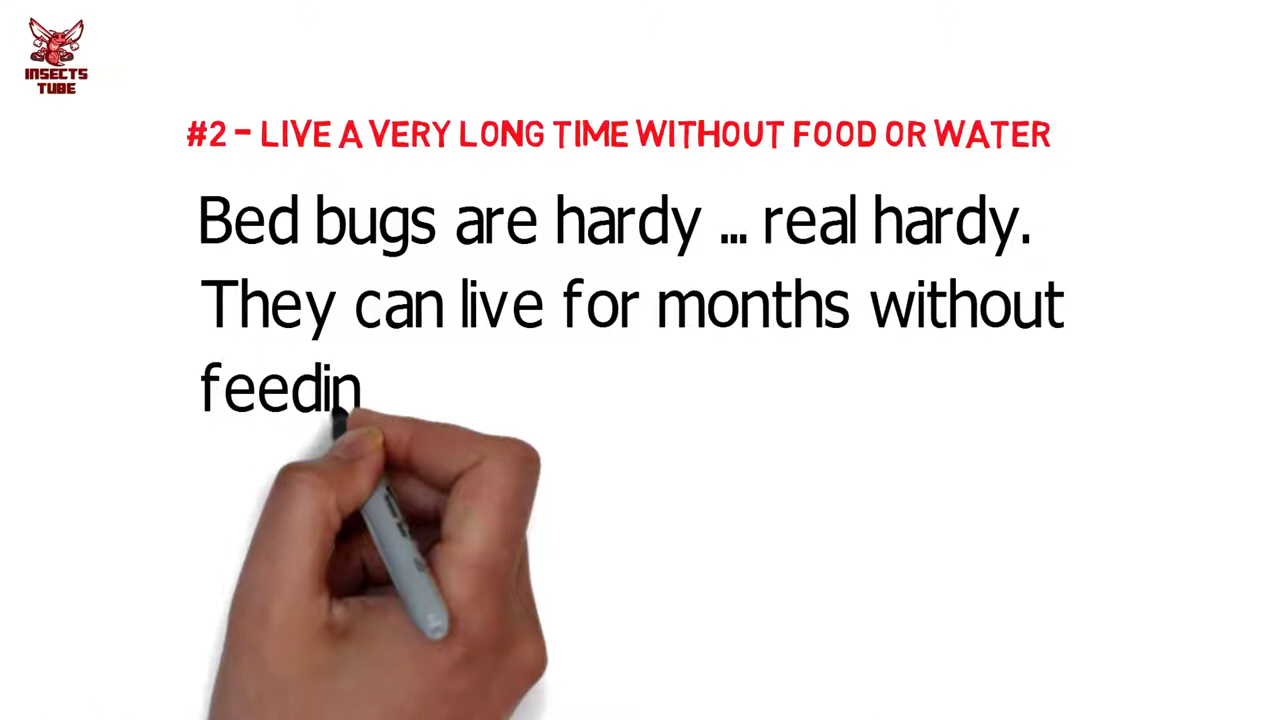 INSECTS
TUBE
#2 - LIVE A VERY LONG TIME WITHOUT FOOD OR WATER
Bed bugs are hardy ... real hardy.
They can live for months without
feedin